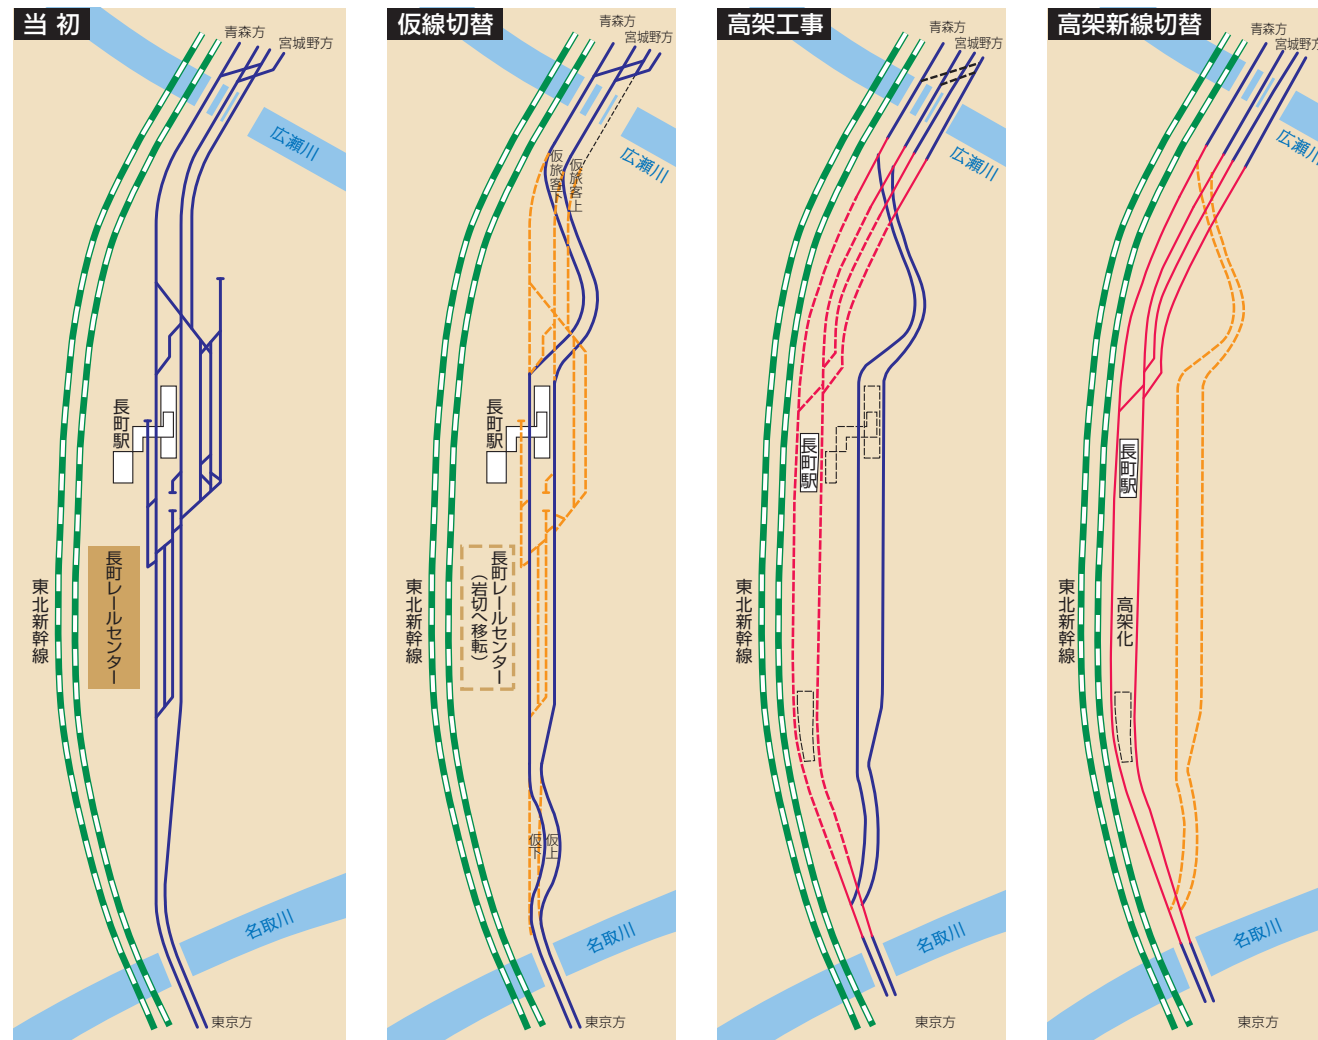 当 初
青森方
宮城野方
広瀬川
長町駅
長町レールセンター
東北新幹線
名取川
東京方
仮線切替
青森方
宮城野方
広瀬川
仮旅客下
仮旅客上
長町駅
長町レールセンター
（岩切へ移転）
東北新幹線
仮下
仮上
名取川
東京方
高架工事
青森方
宮城野方
広瀬川
長町駅
東北新幹線
名取川
東京方
高架新線切替
青森方
宮城野方
広瀬川
長町駅
高架化
東北新幹線
名取川
東京方